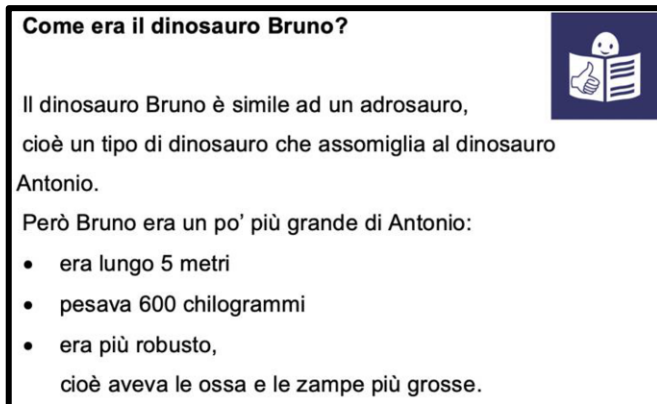 Come era il dinosauro Bruno?
Il dinosauro Bruno è simile ad un adrosauro,
cioè un tipo di dinosauro che assomiglia al dinosauro
Antonio.
Però Bruno era un po’ più grande di Antonio:
• era lungo 5 metri
• pesava 600 chilogrammi
• era più robusto,
cioè aveva le ossa e le zampe più grosse.